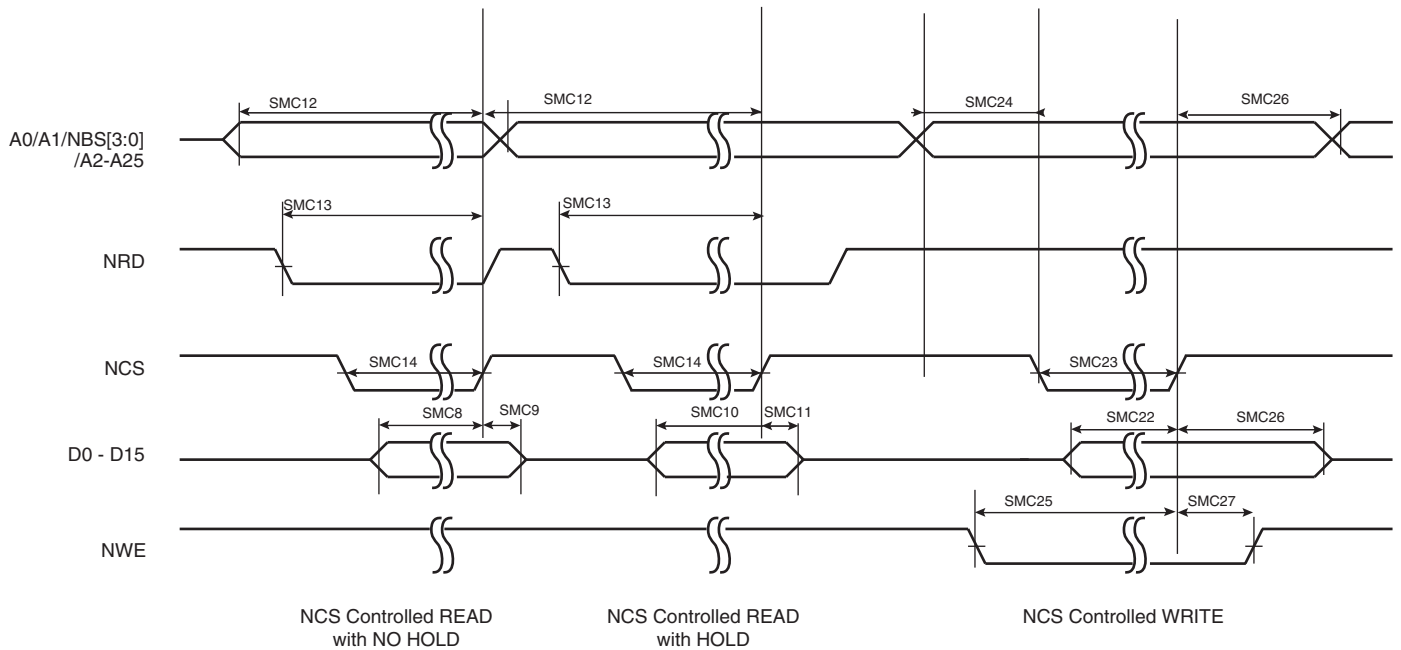 SMC12
SMC12
SMC24
SMC26
A0/A1/NBS[3:0]
/A2-A25
SMC13
SMC13
NRD
NCS
SMC14
SMC14
SMC23
SMC8
SMC9
SMC10
SMC11
SMC22
SMC26
D0 - D15
SMC25
SMC27
NWE
NCS Controlled READ
with NO HOLD
NCS Controlled READ
with HOLD
NCS Controlled WRITE